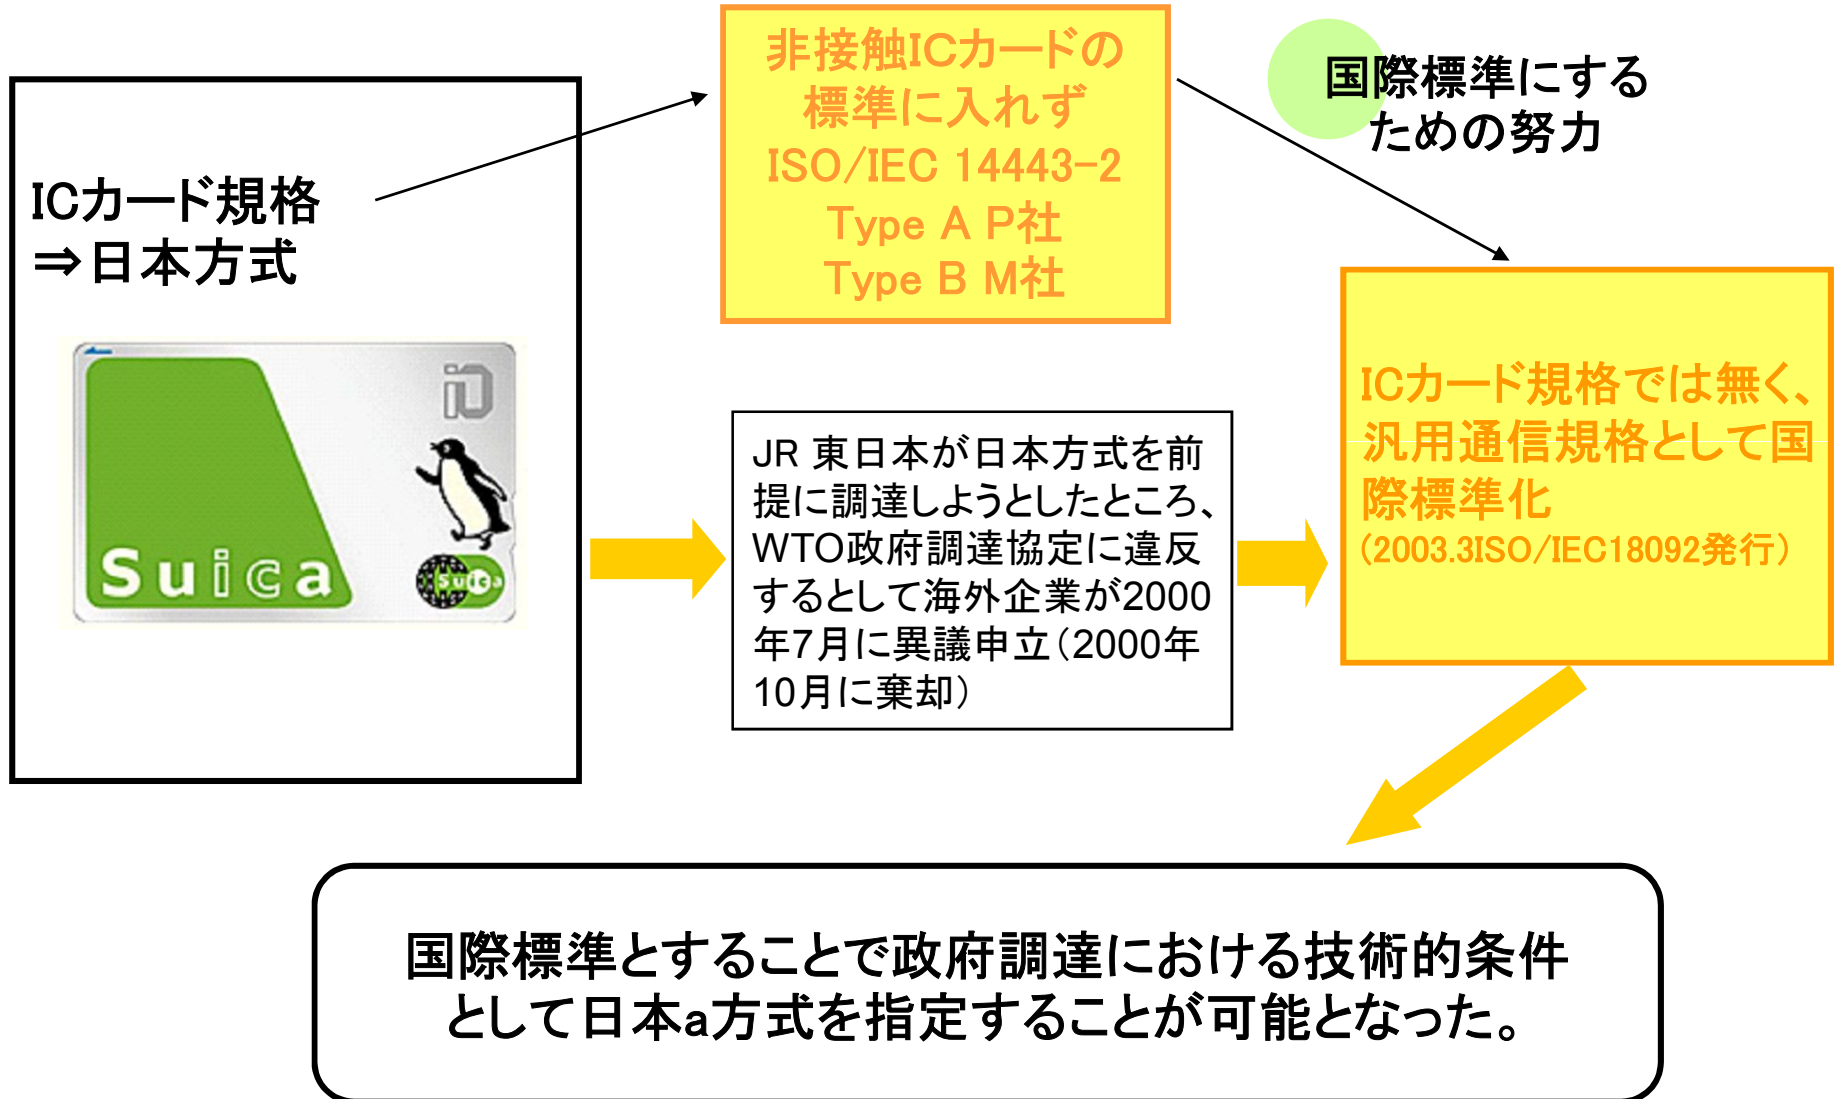 ICカード規格
⇒日本方式
Suica
Suica
非接触ICカードの
標準に入れず
ISO/IEC 14443-2
Type A P社
Type B M社
国際標準にする
ための努力
JR 東日本が日本方式を前
提に調達しようとしたところ、
WTO政府調達協定に違反
するとして海外企業が2000
年7月に異議申立（2000年
10月に棄却）
ICカード規格では無く、
汎用通信規格として国
際標準化
(2003.3ISO/IEC18092発行）
国際標準とすることで政府調達における技術的条件
として日本a方式を指定することが可能となった。